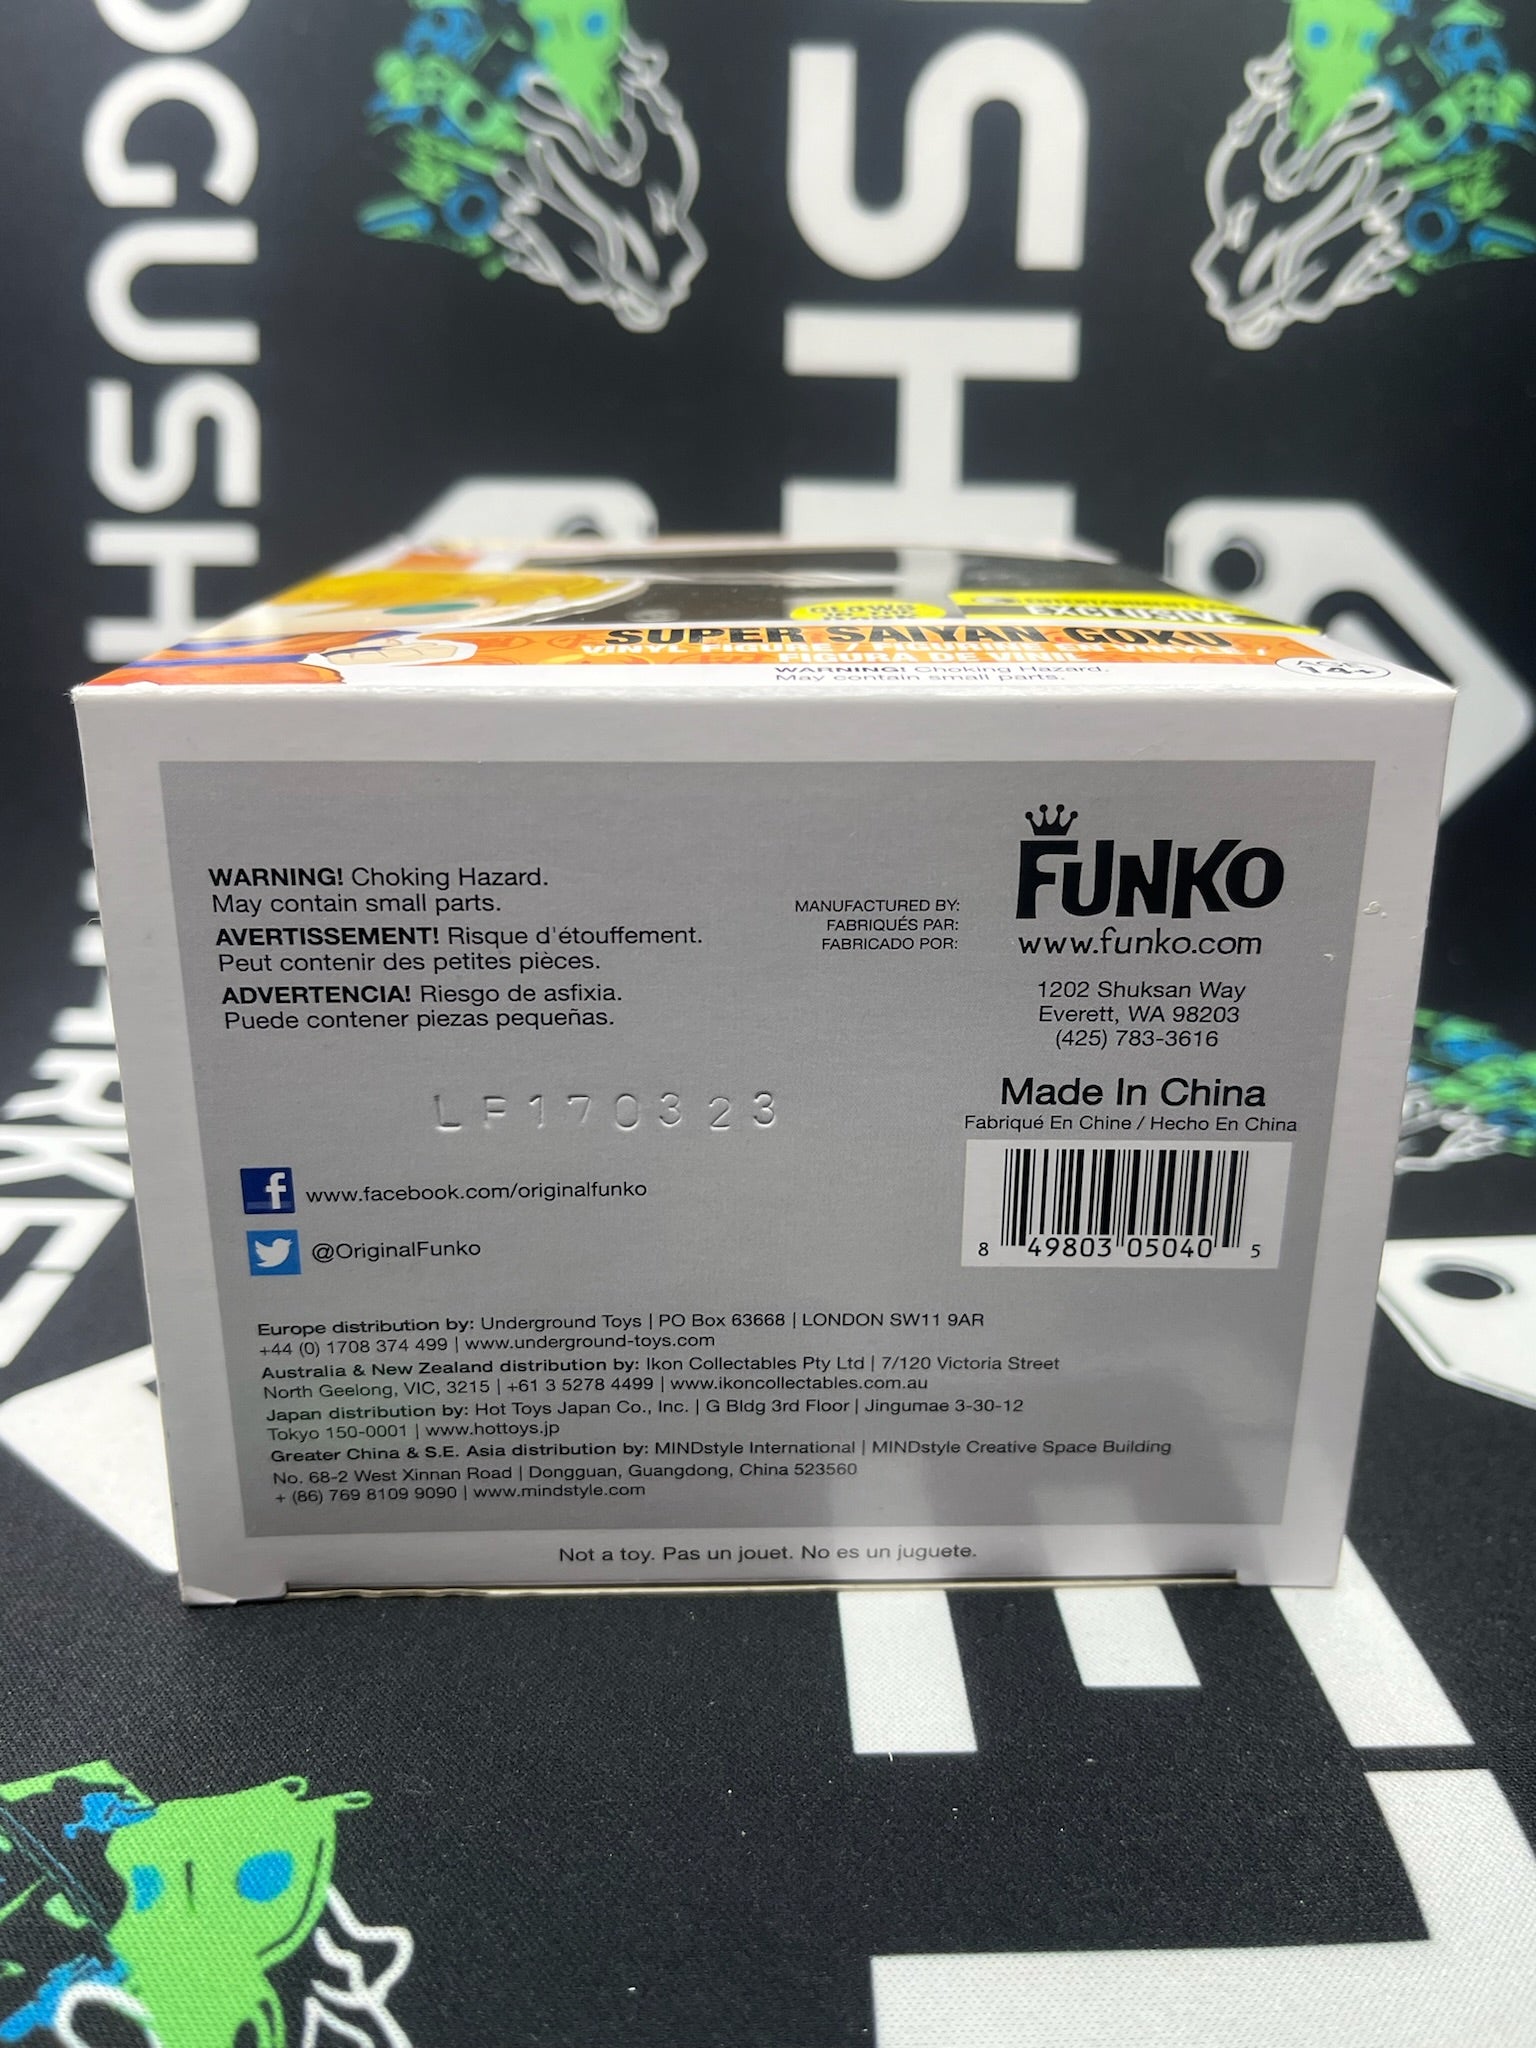 OGUSH
SH
GLOWS
IN THE
DARK
ENTERTAINMENT EARTH
EXCLUSIVE
SUPER SAIYAN GOKU
VINYL FIGURE / FIGURINE EN VINYLE /
FIGURA DE VINILO
WARNING! Choking Hazard.
May contain small parts.
AGE
14+
WARNING! Choking Hazard.
May contain small parts.
AVERTISSEMENT! Risque d'étouffement.
Peut contenir des petites pièces.
ADVERTENCIA! Riesgo de asfixia.
Puede contener piezas pequeñas.
MANUFACTURED BY:
FABRIQUÉS PAR:
FABRICADO POR:
FUNKO
www.funko.com
1202 Shuksan Way
Everett, WA 98203
(425) 783-3616
Made In China
Fabriqué En Chine / Hecho En China
LP170323
www.facebook.com/originalfunko
@OriginalFunko
8 49803 05040 5
Europe distribution by: Underground Toys | PO Box 63668 | LONDON SW11 9AR
+44 (0) 1708 374 499 | www.underground-toys.com
Australia & New Zealand distribution by: Ikon Collectables Pty Ltd | 7/120 Victoria Street
North Geelong, VIC, 3215 | +61 3 5278 4499 | www.ikoncollectables.com.au
Japan distribution by: Hot Toys Japan Co., Inc. | G Bldg 3rd Floor | Jingumae 3-30-12
Tokyo 150-0001 | www.hottoys.jp
Greater China & S.E. Asia distribution by: MINDstyle International | MINDstyle Creative Space Building
No. 68-2 West Xinnan Road | Dongguan, Guangdong, China 523560
+ (86) 769 8109 9090 | www.mindstyle.com
Not a toy. Pas un jouet. No es un juguete.